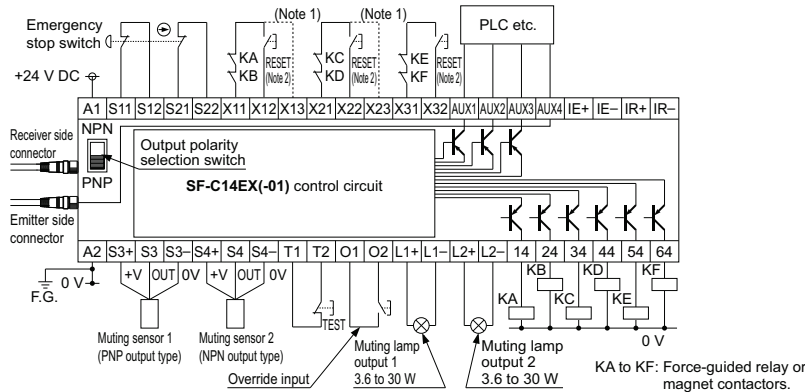 (Note 1)
(Note 1)
Emergency
stop switch
PLC etc.
KA
KB
RESET
(Note 2)
KC
KD
RESET
(Note 2)
KE
KF
RESET
(Note 2)
+24 V DC
A1 S11 S12 S21 S22 X11 X12 X13 X21 X22 X23 X31 X32 AUX1 AUX2 AUX3 AUX4 IE+ IE– IR+ IR–
NPN
Receiver side
connector
Output polarity
selection switch
PNP
SF-C14EX(-01) control circuit
Emitter side
connector
A2 S3+ S3 S3– S4+ S4 S4– T1 T2 O1 O2 L1+ L1– L2+ L2– 14 24 34 44 54 64
0 V
F.G.
+V OUT 0V
+V OUT 0V
KB
KD
KF
KA
KC
KE
TEST
0 V
Muting sensor 1
(PNP output type)
Muting sensor 2
(NPN output type)
Override input
Muting lamp
output 1
3.6 to 30 W
Muting lamp
output 2
3.6 to 30 W
KA to KF: Force-guided relay or
magnet contactors.